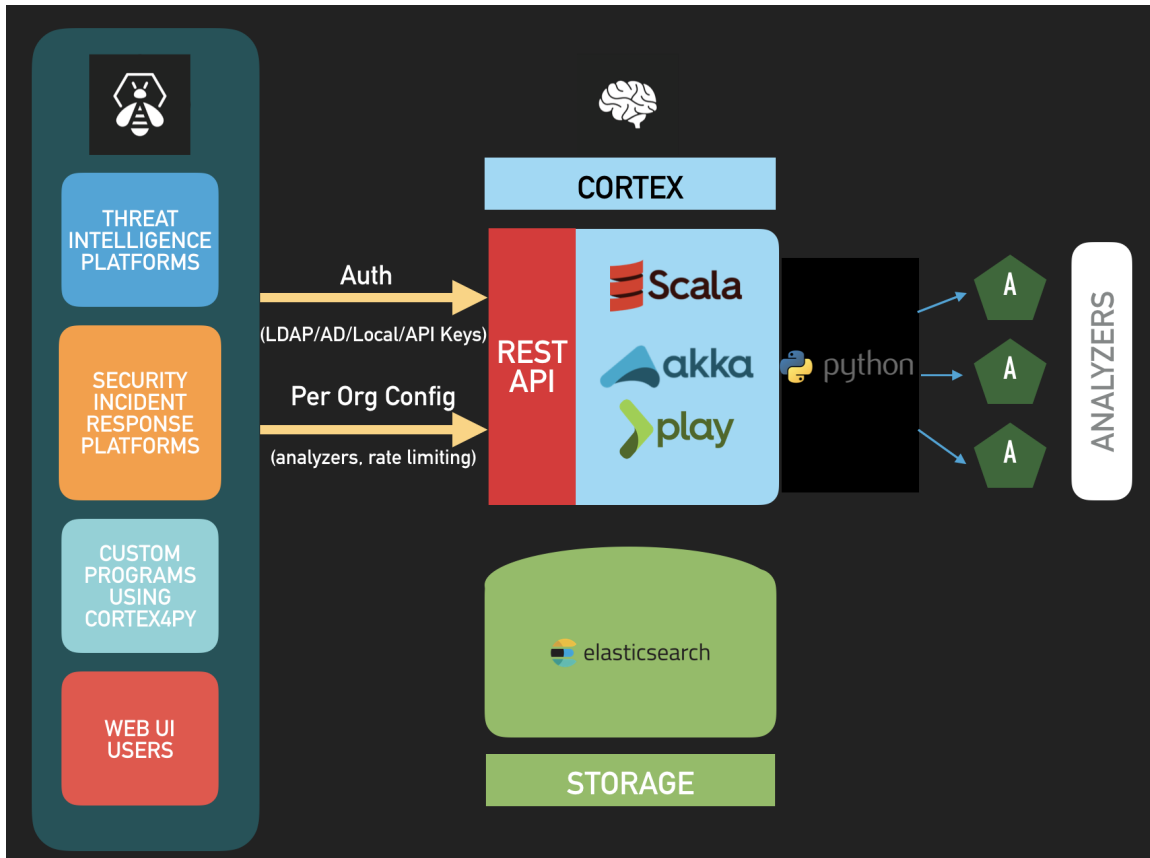 THREAT
INTELLIGENCE
PLATFORMS
SECURITY
INCIDENT
RESPONSE
PLATFORMS
CUSTOM
PROGRAMS
USING
CORTEX4PY
WEB UI
USERS
Auth
(LDAP/AD/Local/API Keys)
Per Org Config
(analyzers, rate limiting)
CORTEX
REST
API
Scala
akka
play
python
A
A
A
ANALYZERS
elasticsearch
STORAGE